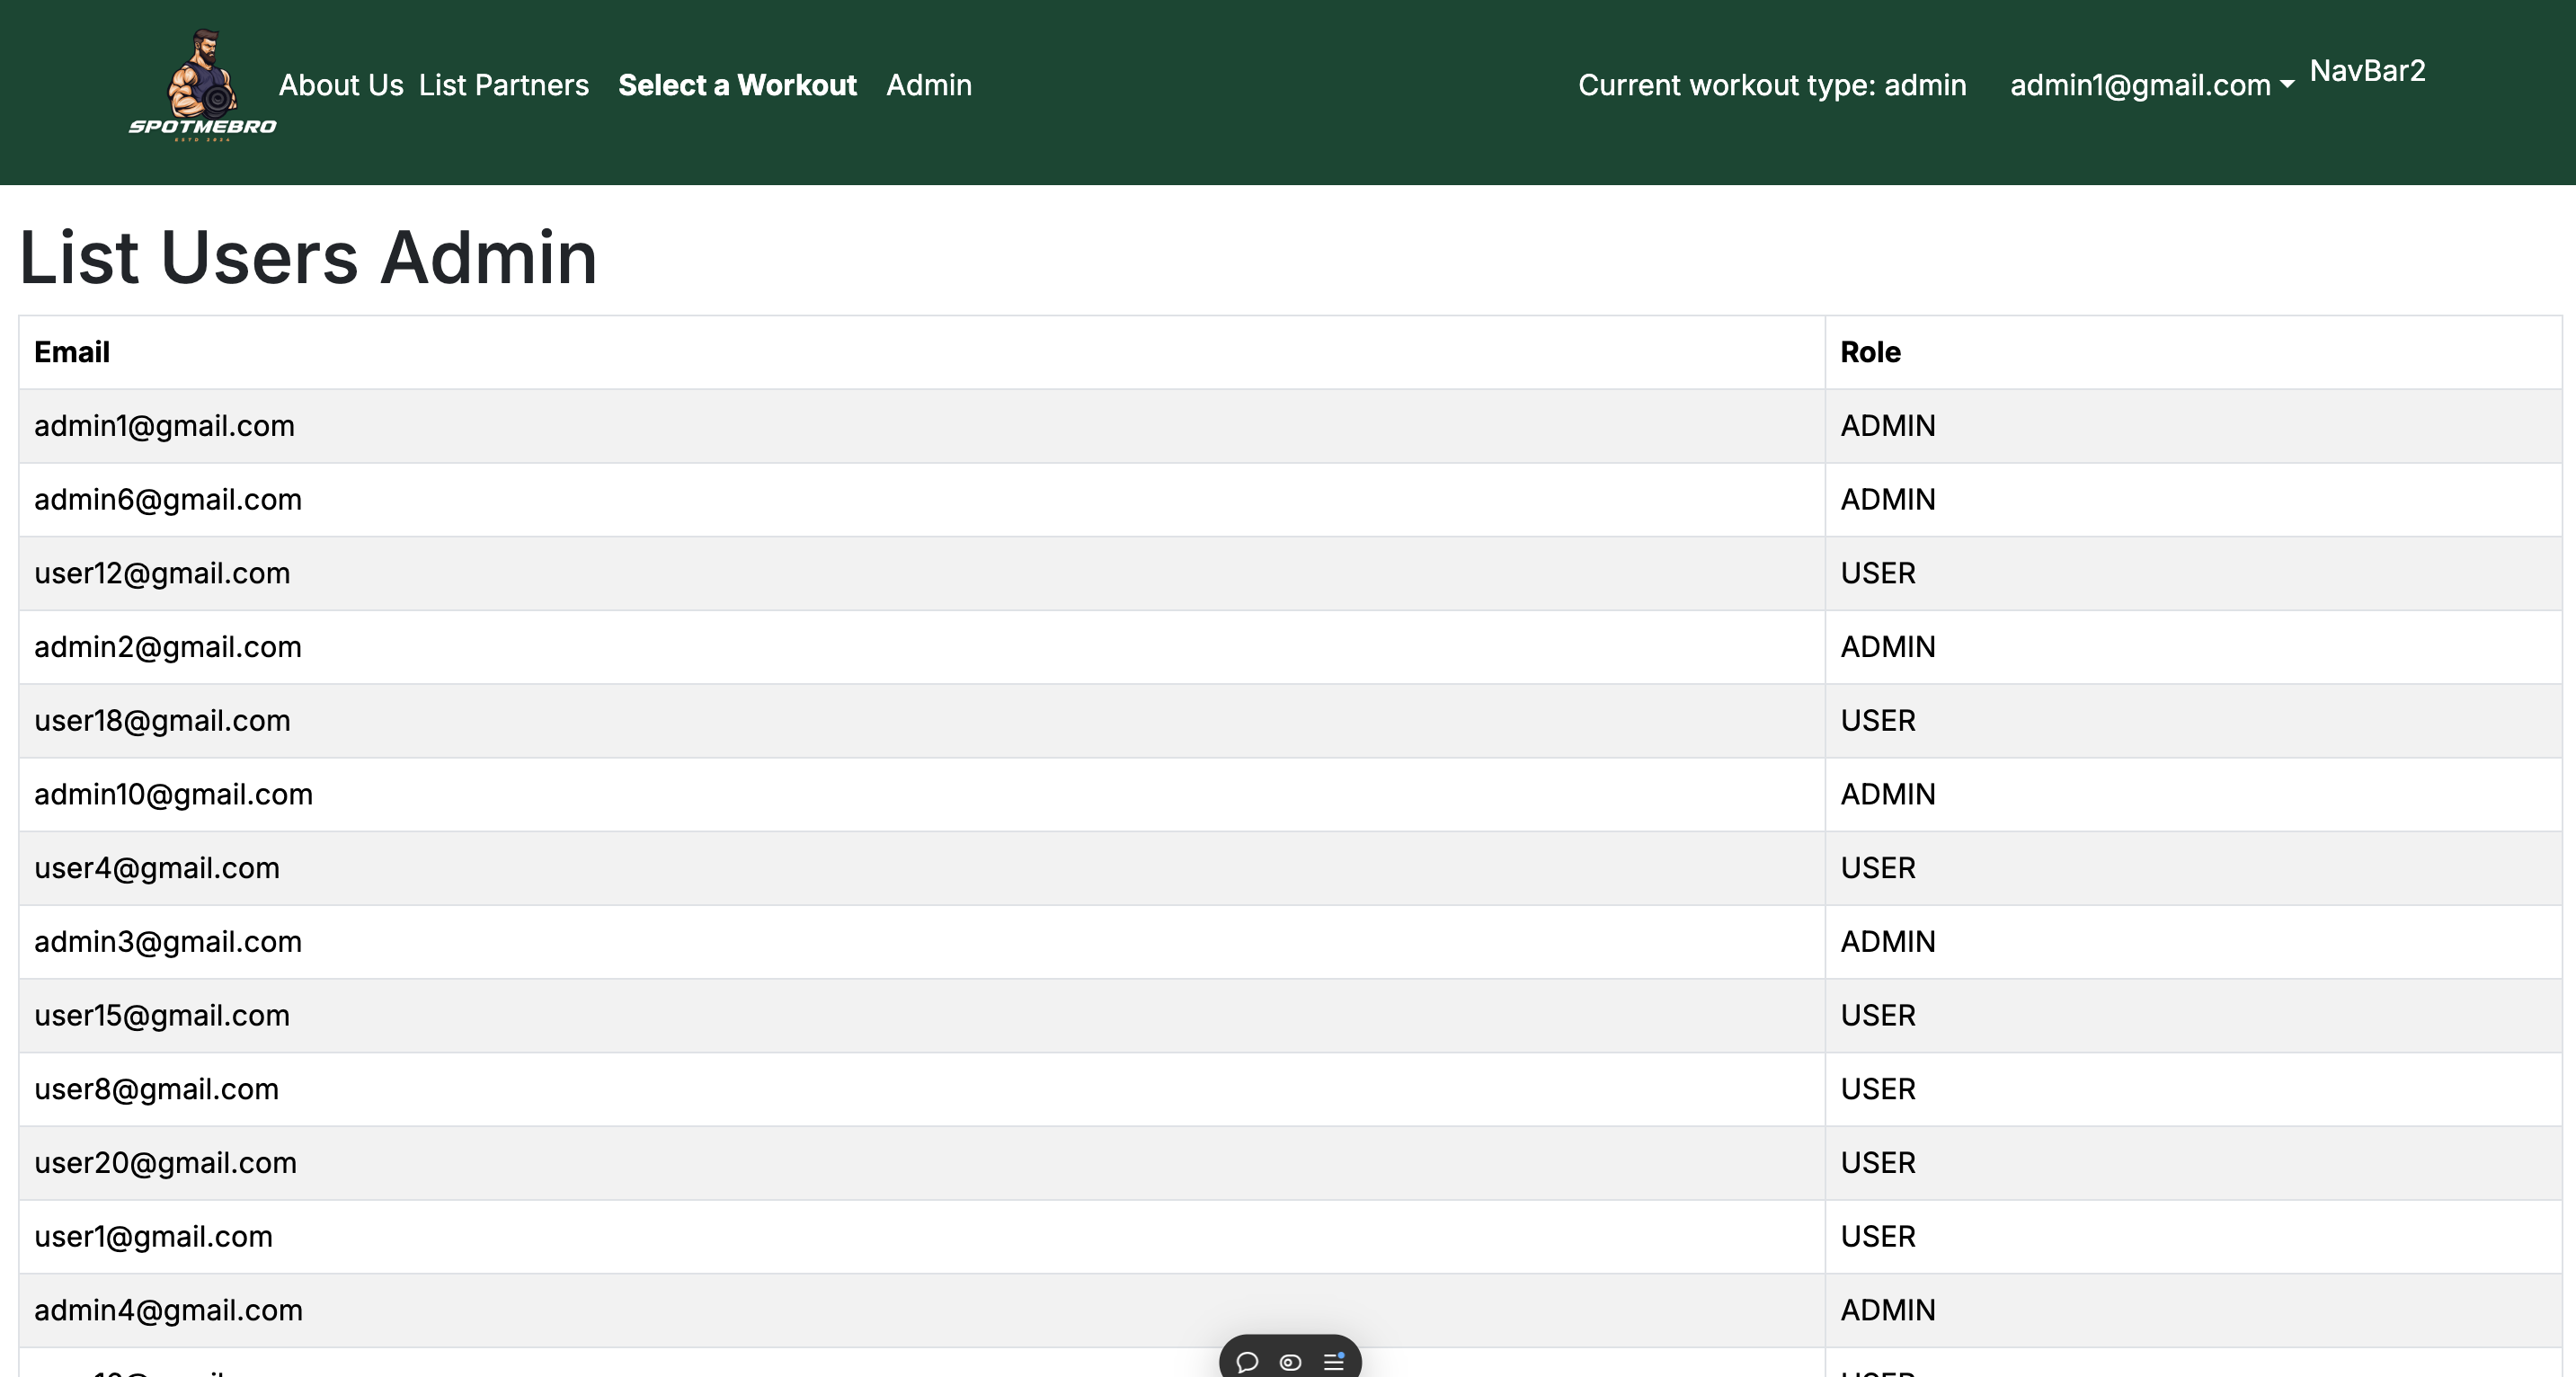 SPOTMEBRO
ESTD 2024
About Us List Partners Select a Workout Admin Current workout type: admin admin1@gmail.com NavBar2
List Users Admin
Email Role
admin1@gmail.com ADMIN
admin6@gmail.com ADMIN
user12@gmail.com USER
admin2@gmail.com ADMIN
user18@gmail.com USER
admin10@gmail.com ADMIN
user4@gmail.com USER
admin3@gmail.com ADMIN
user15@gmail.com USER
user8@gmail.com USER
user20@gmail.com USER
user1@gmail.com USER
admin4@gmail.com ADMIN
USER